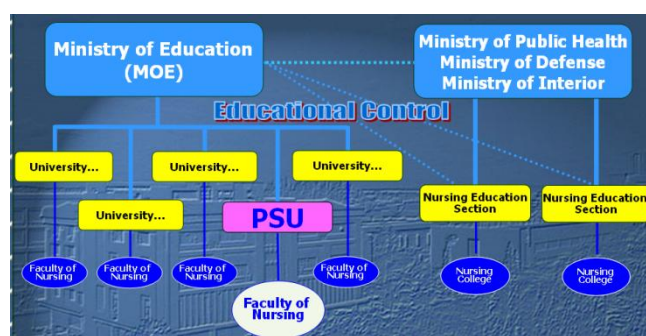 Ministry of Education
(MOE)
Ministry of Public Health
Ministry of Defense
Ministry of Interior
Educational Control
University...
University...
University...
University...
PSU
Nursing Education
Section
Nursing Education
Section
Faculty of
Nursing
Faculty of
Nursing
Faculty of
Nursing
Faculty of
Nursing
Faculty of
Nursing
Nursing
College
Nursing
College